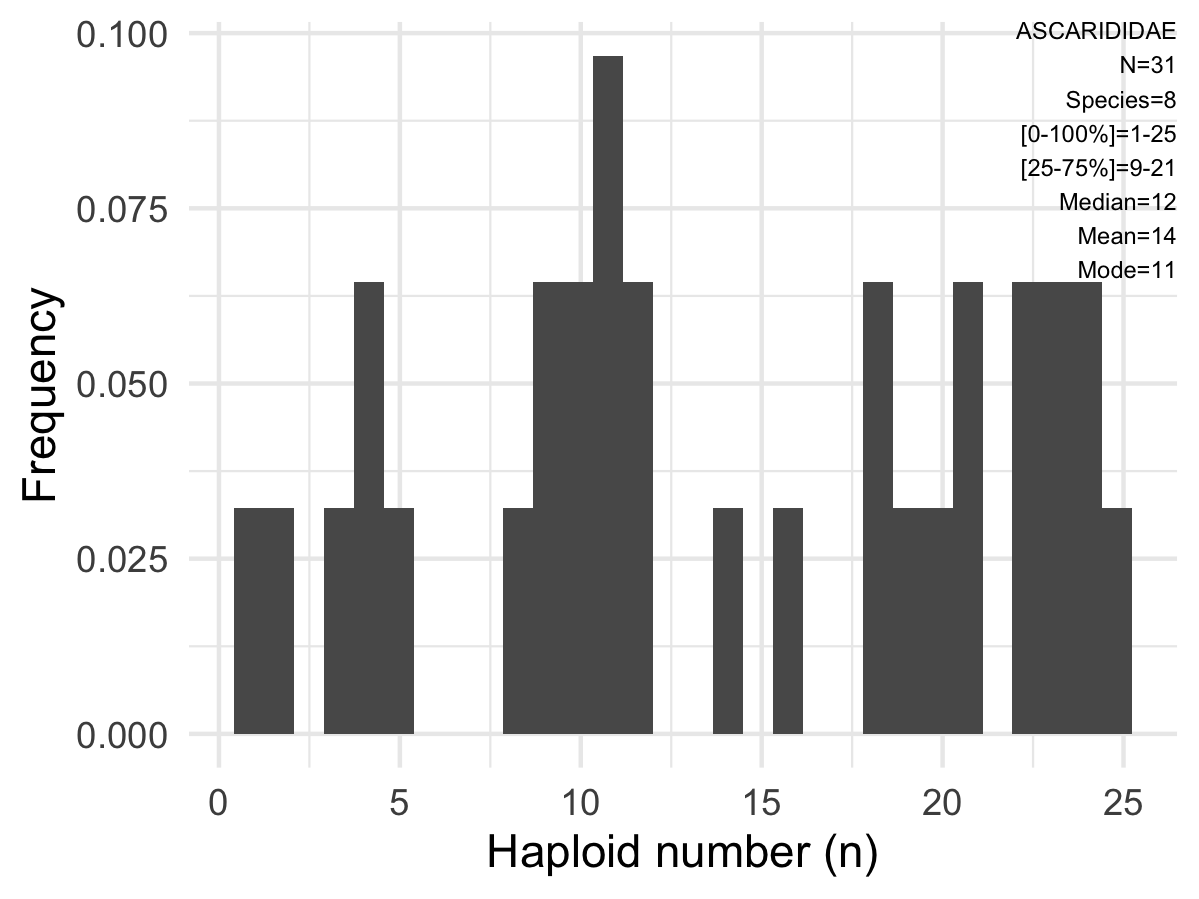 ASCARIDIDAE
N=31
Species=8
[0-100%]=1-25
[25-75%]=9-21
Median=12
Mean=14
Mode=11
0.100
0.075
0.050
0.025
0.000
Frequency
0 5 10 15 20 25
Haploid number (n)